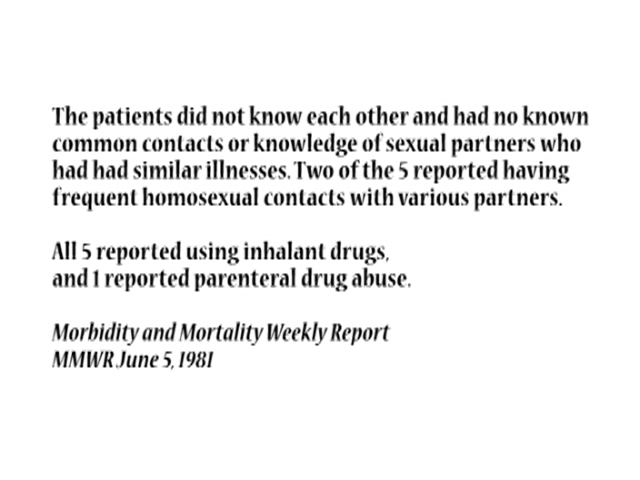 The patients did not know each other and had no known
common contacts or knowledge of sexual partners who
had had similar illnesses. Two of the 5 reported having
frequent homosexual contacts with various partners.
All 5 reported using inhalant drugs,
and 1 reported parenteral drug abuse.
Morbidity and Mortality Weekly Report
MMWR June 5, 1981